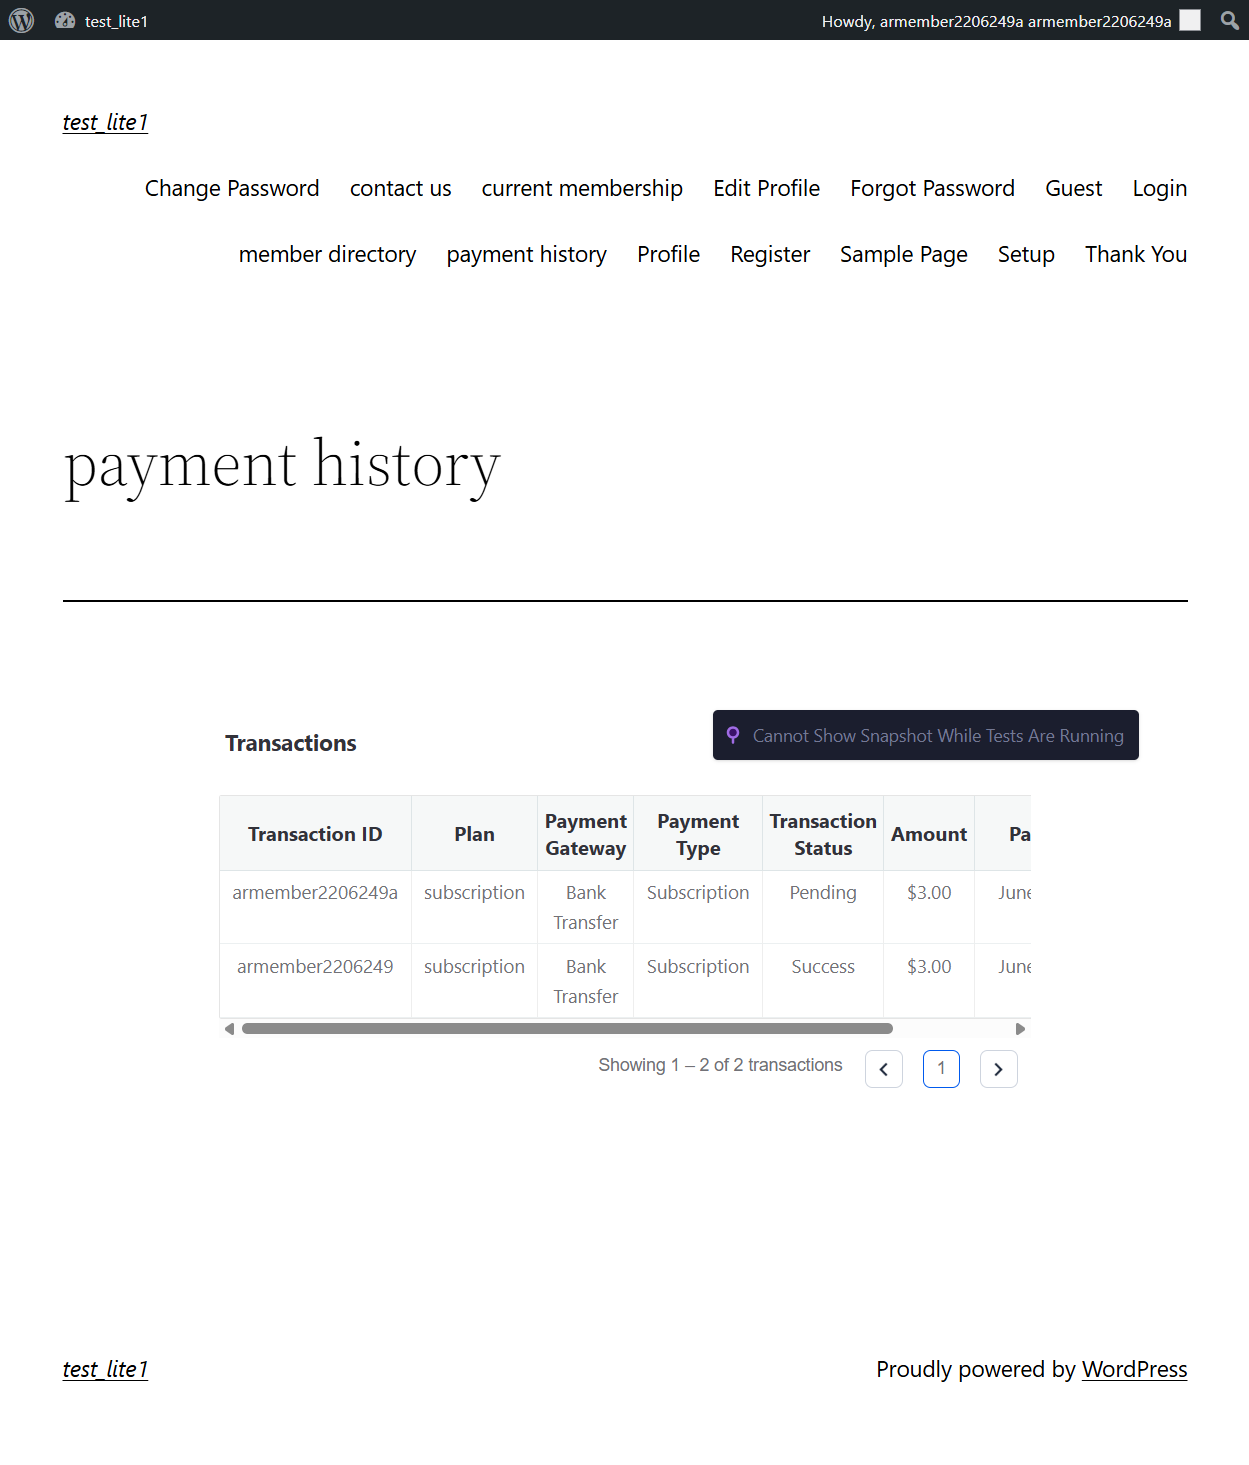 test_lite1
Howdy, armember2206249a armember2206249a
test_lite1
Change Password contact us current membership Edit Profile Forgot Password Guest Login
member directory payment history Profile Register Sample Page Setup Thank You
payment history
Transactions
Cannot Show Snapshot While Tests Are Running
Transaction ID Plan Payment Gateway Payment Type Transaction Status Amount Pa
armember2206249a subscription Bank Transfer Subscription Pending $3.00 June
armember2206249 subscription Bank Transfer Subscription Success $3.00 June
Showing 1 – 2 of 2 transactions 1
test_lite1
Proudly powered by WordPress